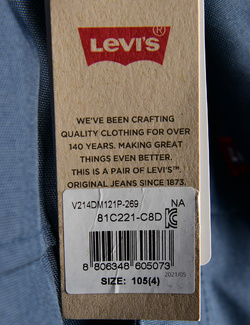 LEVI'S®
WE'VE BEEN CRAFTING
QUALITY CLOTHING FOR OVER
140 YEARS. MAKING GREAT
THINGS EVEN BETTER.
THIS IS A PAIR OF LEVI'S™.
ORIGINAL JEANS SINCE 1873.
V214DM121P-269 NA
81C221-C8D
8 806348 605073
2021/05
SIZE: 105(4)